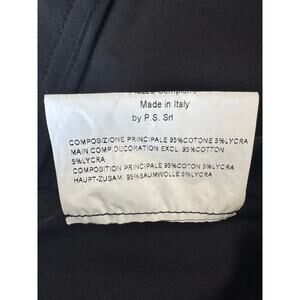 Made in Italy
by P.S. Srl
COMPOSIZIONE PRINCIPALE 95%COTONE 5%LYCRA
MAIN COMP.DECORATION EXCL. 95%COTTON
5%LYCRA
COMPOSITION PRINCIPALE 95%COTON 5%LYCRA
HAUPT-ZUSAM. 95%BAUMWOLLE 5%LYCRA